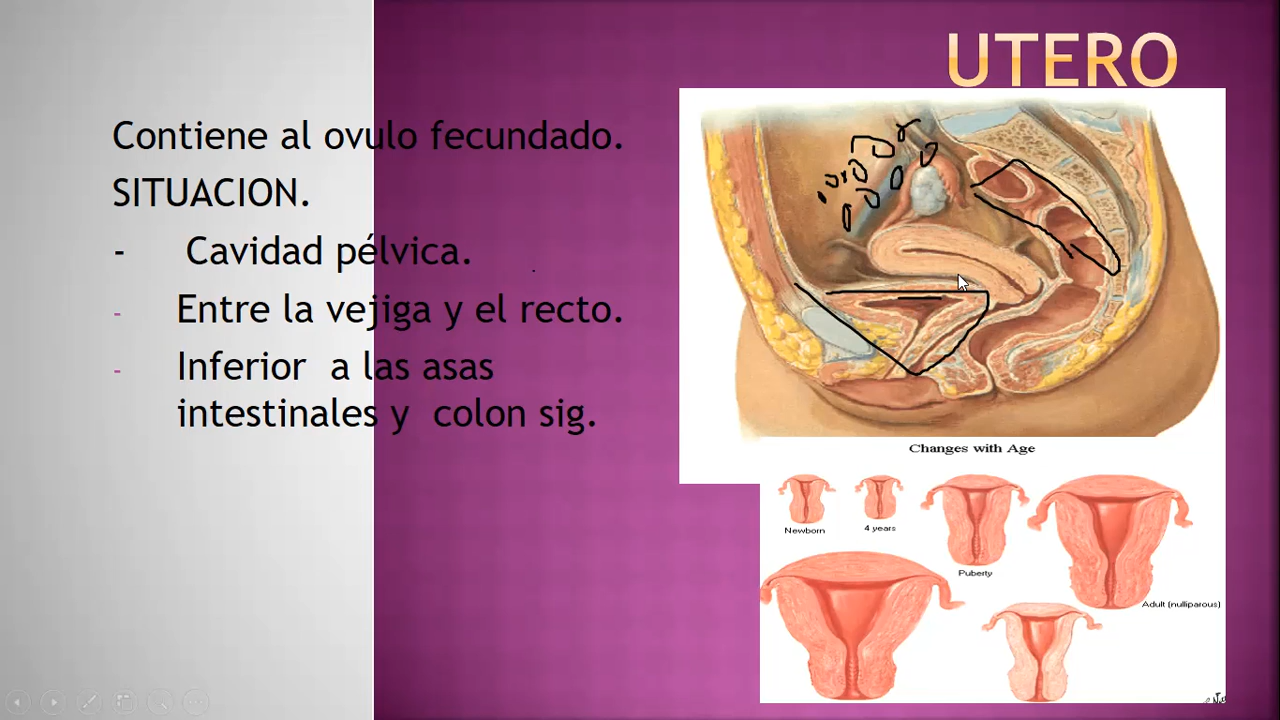 UTERO
Contiene al ovulo fecundado.
SITUACION.
- Cavidad pélvica.
- Entre la vejiga y el recto.
- Inferior a las asas
intestinales y colon sig.
Changes with Age
Newborn
4 years
Puberty
Adult (nulliparous)